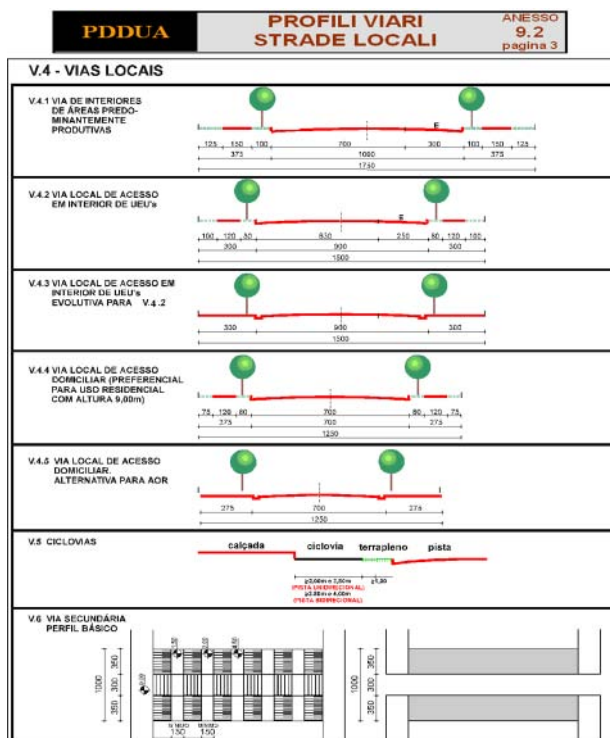 PDDUA
PROFILI VIARI
STRADE LOCALI
ANESSO
9.2
pagina 3
V.4 - VIAS LOCAIS
V.4.1 VIA DE INTERIORES
DE ÁREAS PREDO-
MINANTEMENTE
PRODUTIVAS
E
125 150 100 700 300 100 150 125
375 1000 375
1750
V.4.2 VIA LOCAL DE ACESSO
EM INTERIOR DE UEU's
E
100 120 80 650 250 80 120 100
300 900 300
1500
V.4.3 VIA LOCAL DE ACESSO EM
INTERIOR DE UEU's
EVOLUTIVA PARA V.4.2
300 900 300
1500
V.4.4 VIA LOCAL DE ACESSO
DOMICILIAR (PREFERENCIAL
PARA USO RESIDENCIAL
COM ALTURA 9,00m)
75 120 80 700 80 120 75
275 700 275
1250
V.4.5 VIA LOCAL DE ACESSO
DOMICILIAR.
ALTERNATIVA PARA AOR
275 700 275
1250
V.5 CICLOVIAS
calçada ciclovia terrapleno pista
(PISTA UNIDIRECIONAL)
(PISTA BIDIRECIONAL)
V.6 VIA SECUNDÁRIA
PERFIL BÁSICO
1000 350 300 350
1.50 1.50
1000 350 300 350